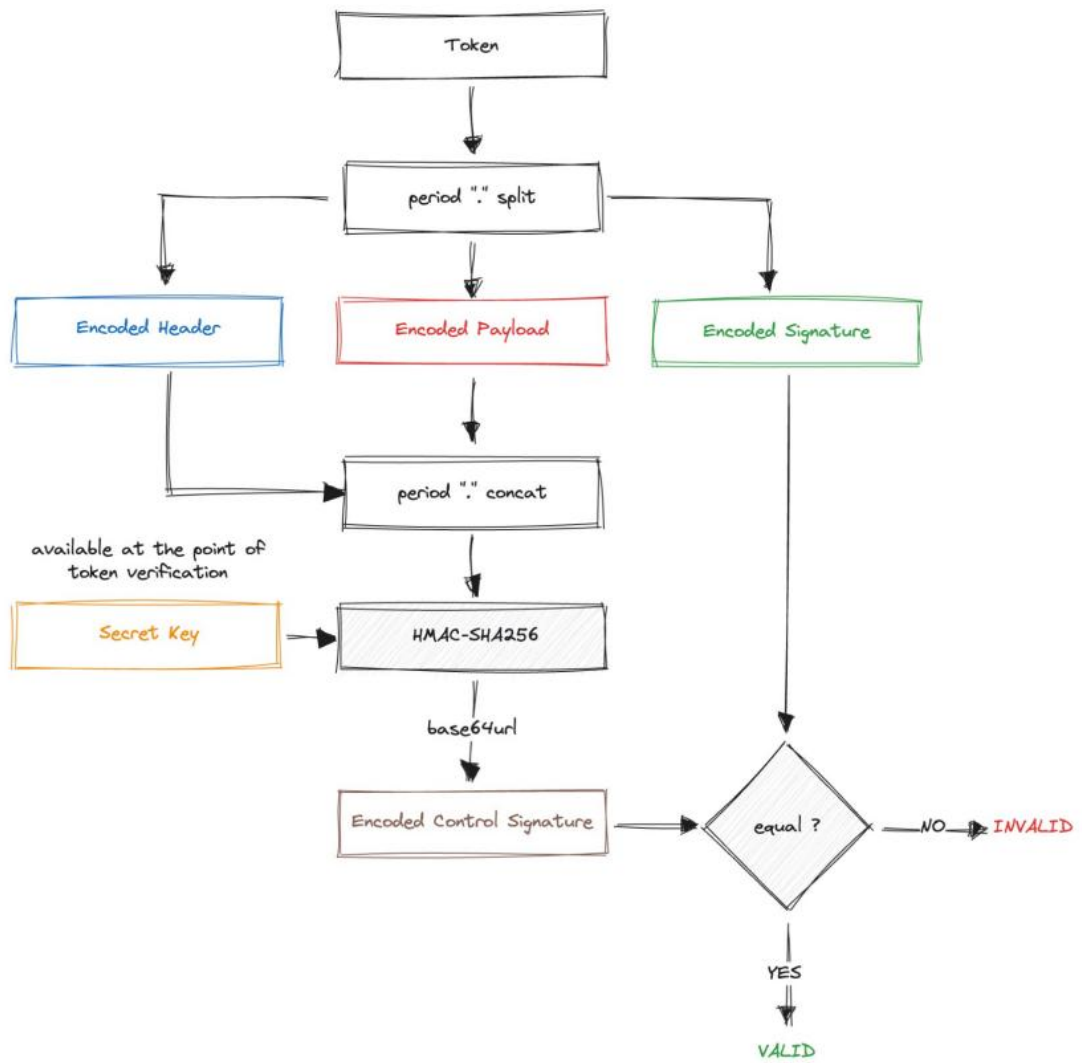 Token
period "." split
Encoded Header
Encoded Payload
Encoded Signature
period "." concat
available at the point of
token verification
Secret Key
HMAC-SHA256
base64url
Encoded Control Signature
equal ?
NO
INVALID
YES
VALID